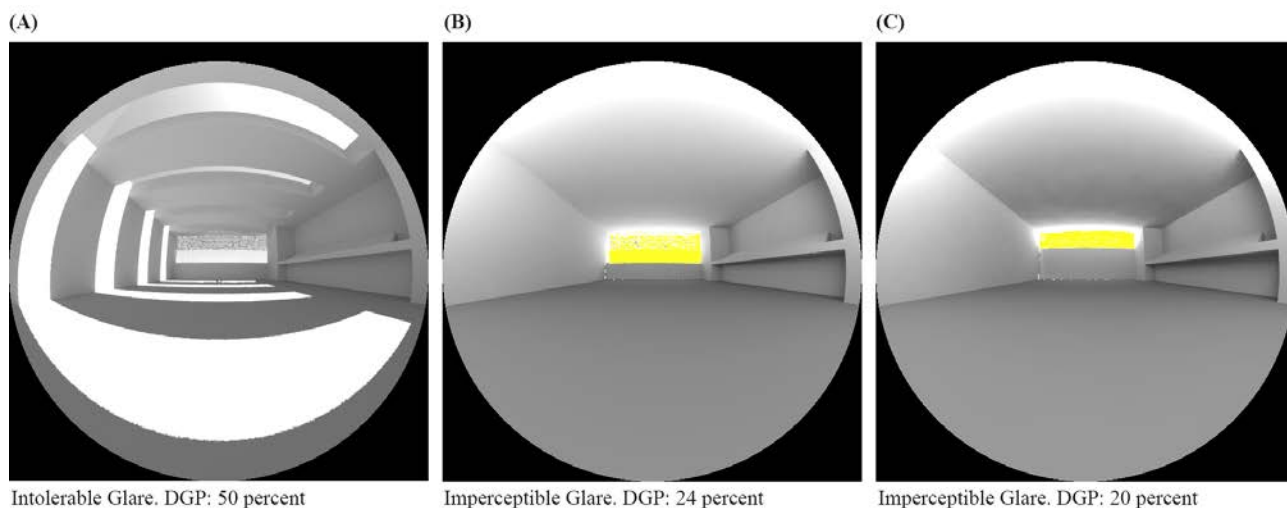 (A)
(B)
(C)
Intolerable Glare. DGP: 50 percent
Imperceptible Glare. DGP: 24 percent
Imperceptible Glare. DGP: 20 percent